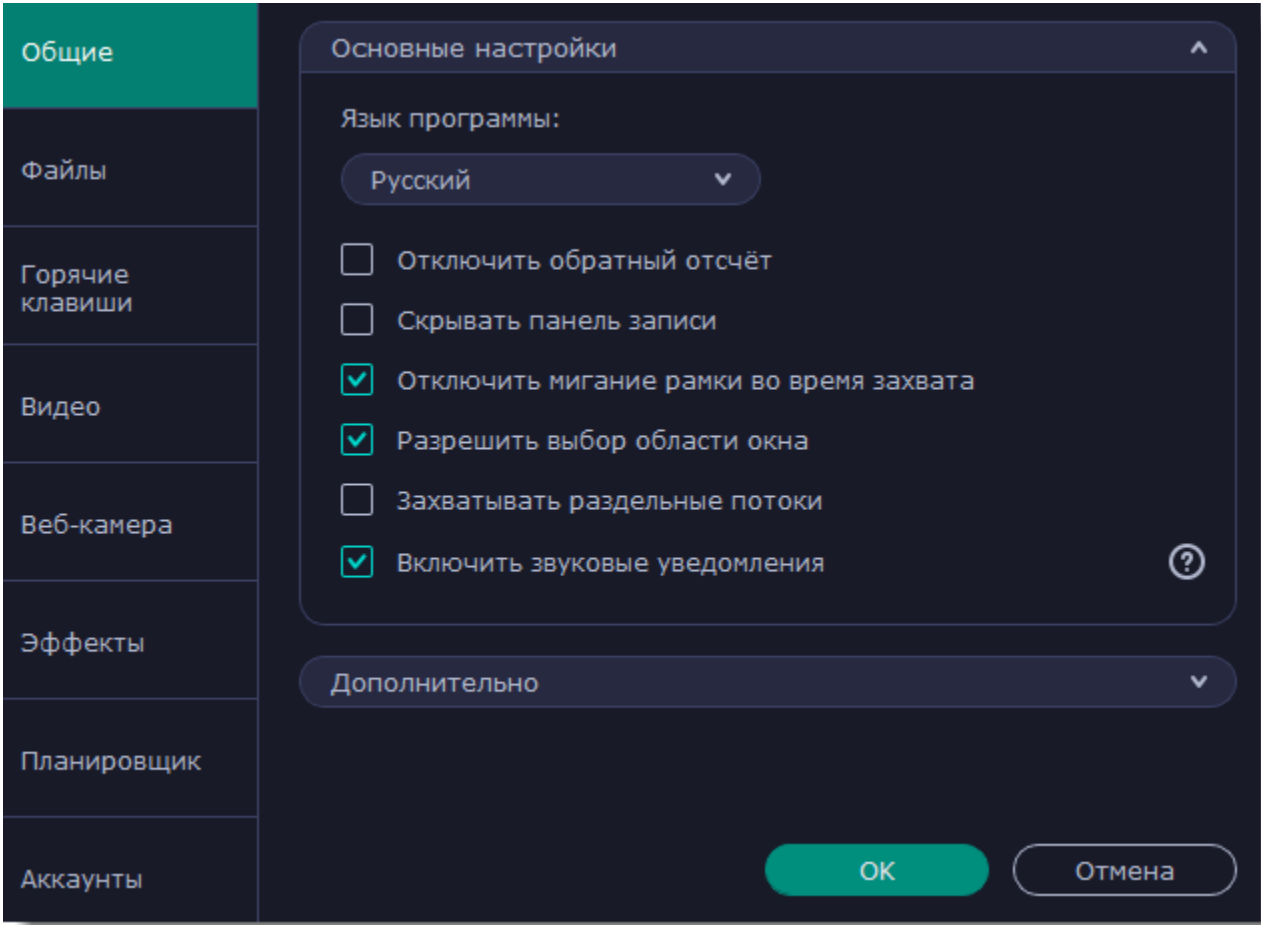 Общие
Файлы
Горячие
клавиши
Видео
Веб-камера
Эффекты
Планировщик
Аккаунты
Основные настройки
Язык программы:
Русский
Отключить обратный отсчёт
Скрывать панель записи
Отключить мигание рамки во время захвата
Разрешить выбор области окна
Захватывать раздельные потоки
Включить звуковые уведомления
?
Дополнительно
OK
Отмена